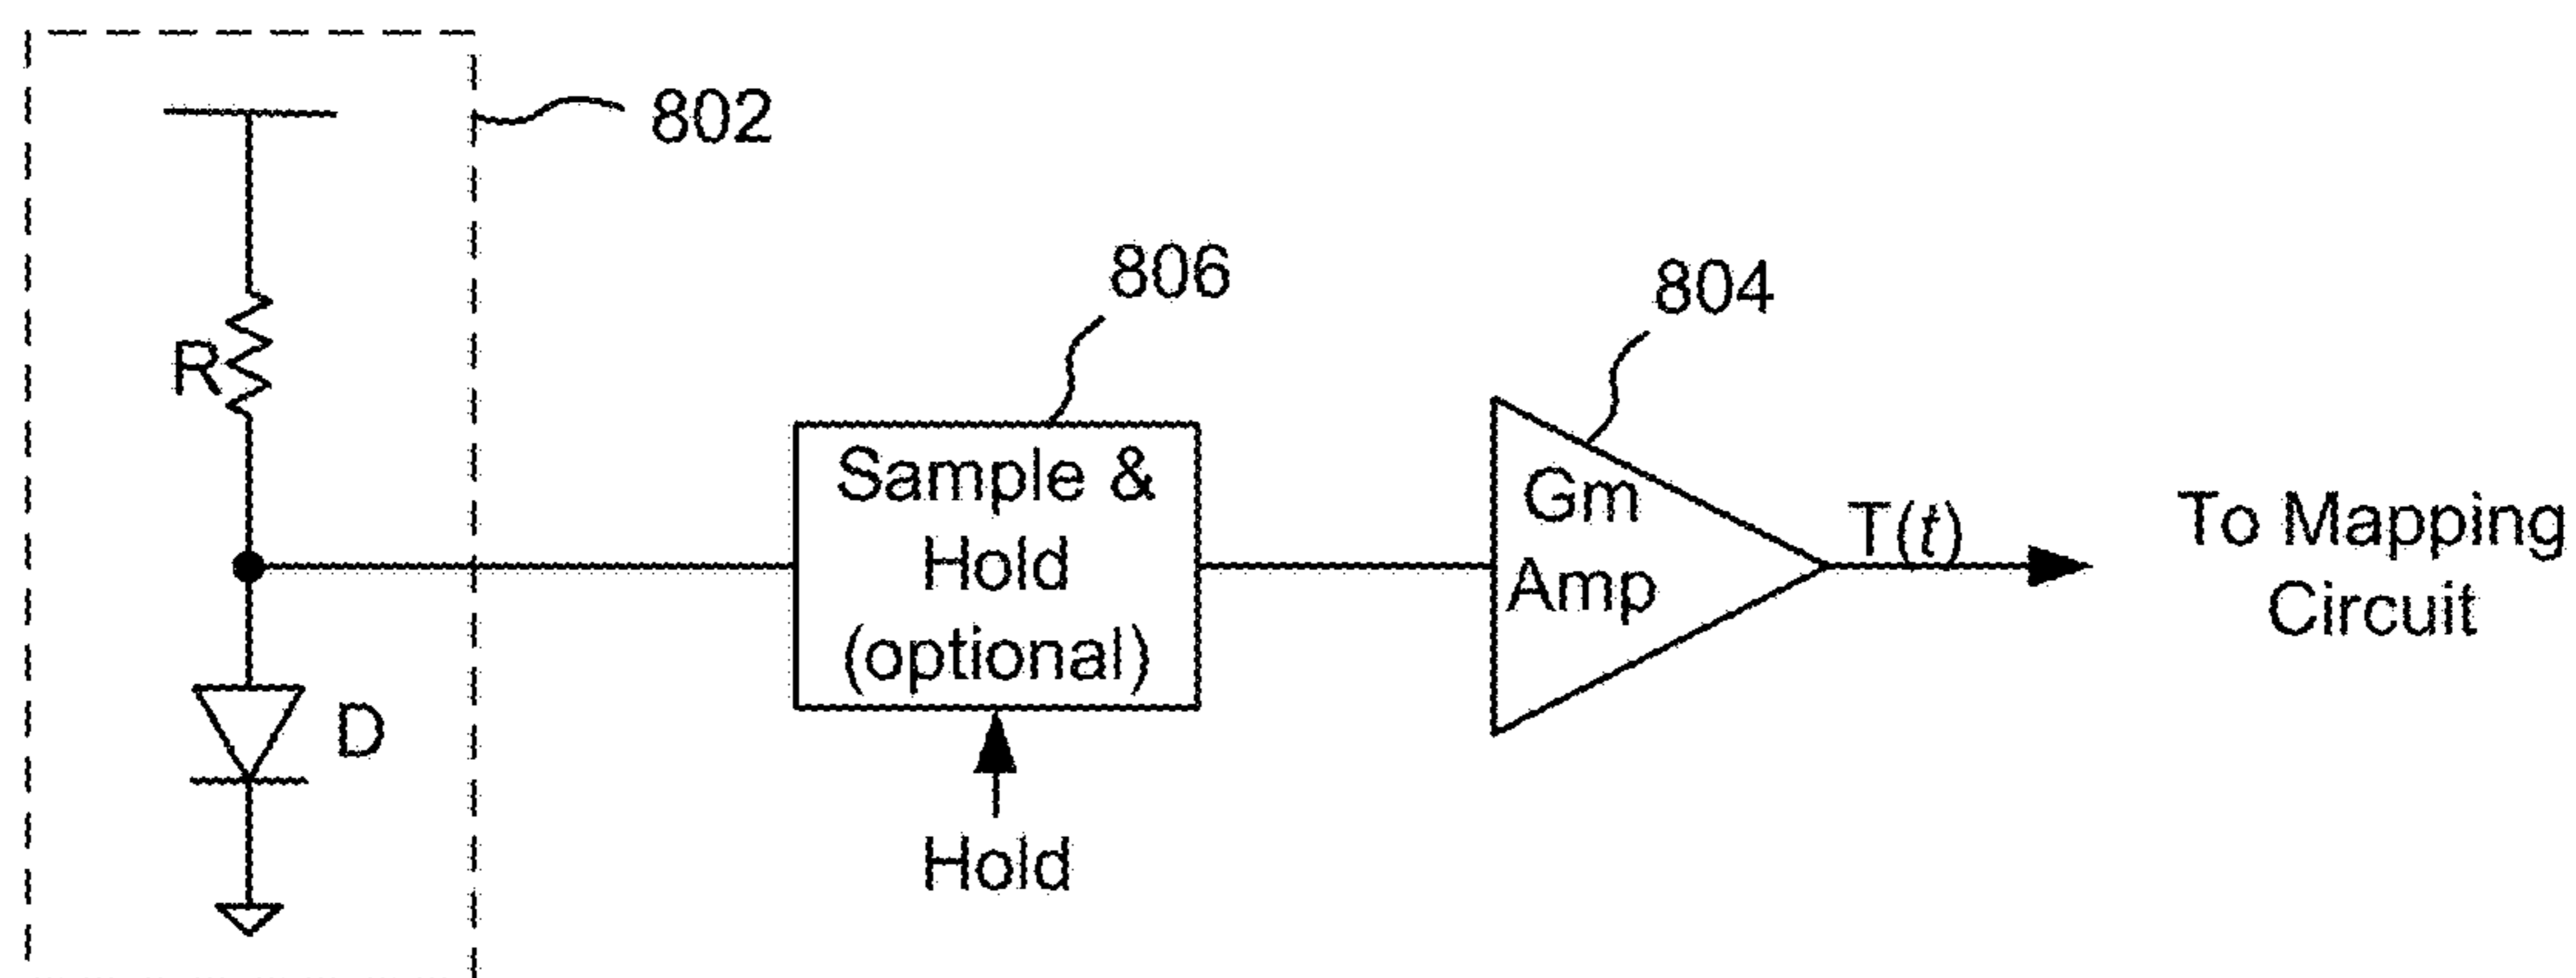 802
R
D
806
Sample &
Hold
(optional)
Hold
804
Gm
Amp
T(t)
To Mapping
Circuit